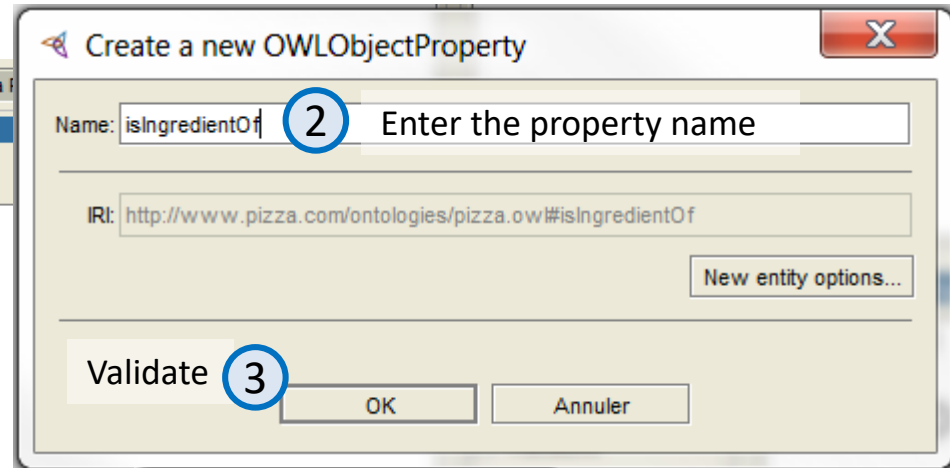 Create a new OWLObjectProperty
Name: isIngredientOf 2 Enter the property name
IRI: http://www.pizza.com/ontologies/pizza.owl#isIngredientOf
New entity options...
Validate 3
OK Annuler